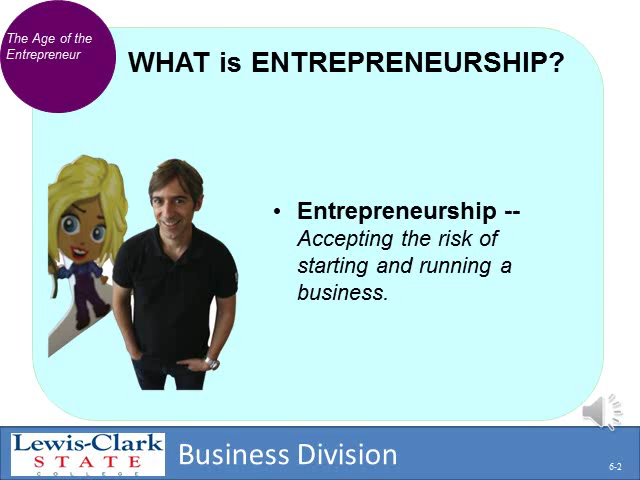 The Age of the
Entrepreneur
WHAT is ENTREPRENEURSHIP?
• Entrepreneurship --
Accepting the risk of
starting and running a
business.
Lewis-Clark
STATE
COLLEGE
Business Division
6-2